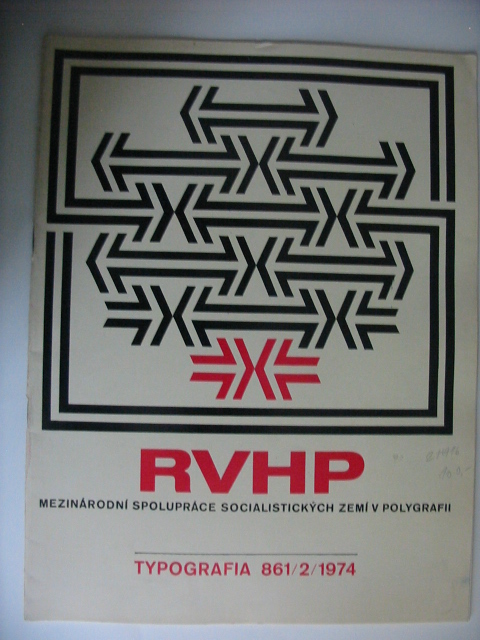 RVHP
MEZINÁRODNÍ SPOLUPRÁCE SOCIALISTICKÝCH ZEMÍ V POLYGRAFII
TYPOGRAFIA 861/2/1974